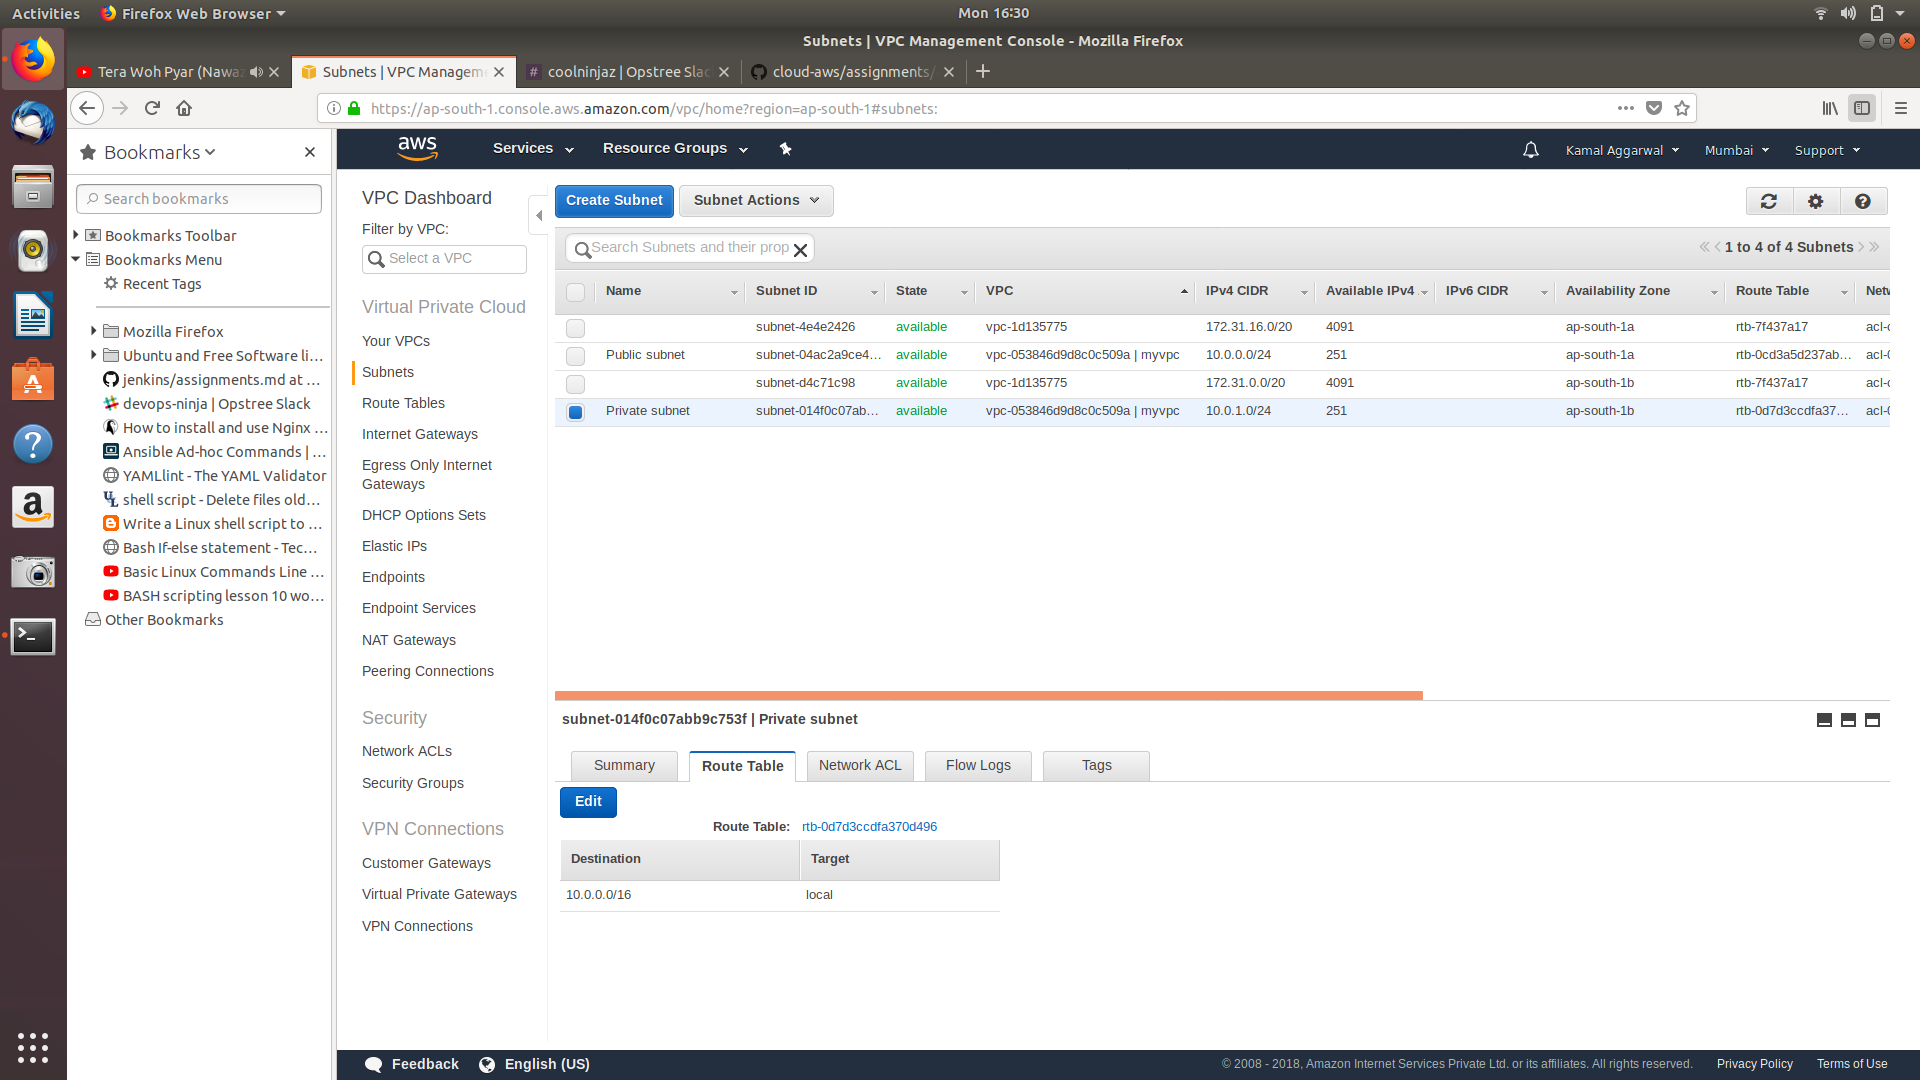 Activities
Firefox Web Browser
Mon 16:30
Subnets | VPC Management Console - Mozilla Firefox
Tera Woh Pyar (Nawaz
Subnets | VPC Managem
coolninjaz | Opstree Slac
cloud-aws/assignments/
https://ap-south-1.console.aws.amazon.com/vpc/home?region=ap-south-1#subnets:
Bookmarks
Search bookmarks
Bookmarks Toolbar
Bookmarks Menu
Recent Tags
Mozilla Firefox
Ubuntu and Free Software li...
jenkins/assignments.md at ...
devops-ninja | Opstree Slack
How to install and use Nginx ...
Ansible Ad-hoc Commands | ...
YAMLlint - The YAML Validator
shell script - Delete files old...
Write a Linux shell script to ...
Bash If-else statement - Tec...
Basic Linux Commands Line ...
BASH scripting lesson 10 wo...
Other Bookmarks
aws
Services
Resource Groups
Kamal Aggarwal
Mumbai
Support
VPC Dashboard
Filter by VPC:
Select a VPC
Virtual Private Cloud
Your VPCs
Subnets
Route Tables
Internet Gateways
Egress Only Internet
Gateways
DHCP Options Sets
Elastic IPs
Endpoints
Endpoint Services
NAT Gateways
Peering Connections
Security
Network ACLs
Security Groups
VPN Connections
Customer Gateways
Virtual Private Gateways
VPN Connections
Create Subnet
Subnet Actions
Search Subnets and their prop
1 to 4 of 4 Subnets
Name Subnet ID State VPC IPv4 CIDR Available IPv4 IPv6 CIDR Availability Zone Route Table Netw
subnet-4e4e2426 available vpc-1d135775 172.31.16.0/20 4091 ap-south-1a rtb-7f437a17 acl-c
Public subnet subnet-04ac2a9ce4... available vpc-053846d9d8c0c509a | myvpc 10.0.0.0/24 251 ap-south-1a rtb-0cd3a5d237ab... acl-0
subnet-d4c71c98 available vpc-1d135775 172.31.0.0/20 4091 ap-south-1b rtb-7f437a17 acl-c
Private subnet subnet-014f0c07ab... available vpc-053846d9d8c0c509a | myvpc 10.0.1.0/24 251 ap-south-1b rtb-0d7d3ccdfa37... acl-0
subnet-014f0c07abb9c753f | Private subnet
Summary
Route Table
Network ACL
Flow Logs
Tags
Edit
Route Table: rtb-0d7d3ccdfa370d496
Destination Target
10.0.0.0/16 local
Feedback
English (US)
© 2008 - 2018, Amazon Internet Services Private Ltd. or its affiliates. All rights reserved.
Privacy Policy
Terms of Use